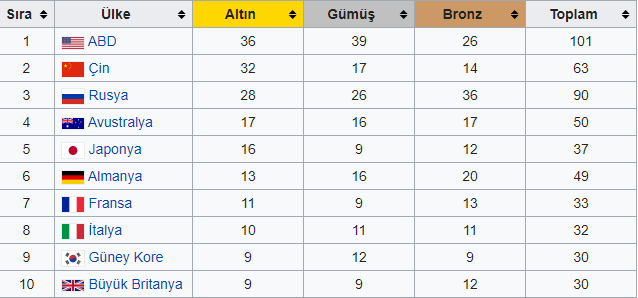 Sıra Ülke Altın Gümüş Bronz Toplam
1 ABD 36 39 26 101
2 Çin 32 17 14 63
3 Rusya 28 26 36 90
4 Avustralya 17 16 17 50
5 Japonya 16 9 12 37
6 Almanya 13 16 20 49
7 Fransa 11 9 13 33
8 İtalya 10 11 11 32
9 Güney Kore 9 12 9 30
10 Büyük Britanya 9 9 12 30